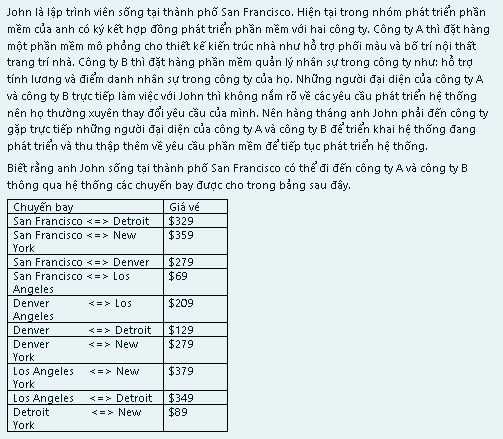 John là lập trình viên sống tại thành phố San Francisco. Hiện tại trong nhóm phát triển phần
mềm của anh có ký kết hợp đồng phát triển phần mềm với hai công ty. Công ty A thì đặt hàng
một phần mềm mô phỏng cho thiết kế kiến trúc nhà như hỗ trợ phối màu và bố trí nội thất
trang trí nhà. Công ty B thì đặt hàng phần mềm quản lý nhân sự trong công ty như: hỗ trợ
tính lương và điểm danh nhân sự trong công ty của họ. Những người đại diện của công ty A
và công ty B trực tiếp làm việc với John thì không nắm rõ về các yêu cầu phát triển hệ thống
nên họ thường xuyên thay đổi yêu cầu của mình. Nên hàng tháng anh John phải đến công ty
gặp trực tiếp những người đại diện của công ty A và công ty B để triển khai hệ thống đang
phát triển và thu thập thêm về yêu cầu phần mềm để tiếp tục phát triển hệ thống.
Biết rằng anh John sống tại thành phố San Francisco có thể đi đến công ty A và công ty B
thông qua hệ thống các chuyến bay được cho trong bảng sau đây.
Chuyến bay Giá vé
San Francisco <=> Detroit $329
San Francisco <=> New $359
York
San Francisco <=> Denver $279
San Francisco <=> Los $69
Angeles
Denver <=> Los $209
Angeles
Denver <=> Detroit $129
Denver <=> New $279
York
Los Angeles <=> New $379
York
Los Angeles <=> Detroit $349
Detroit <=> New $89
York